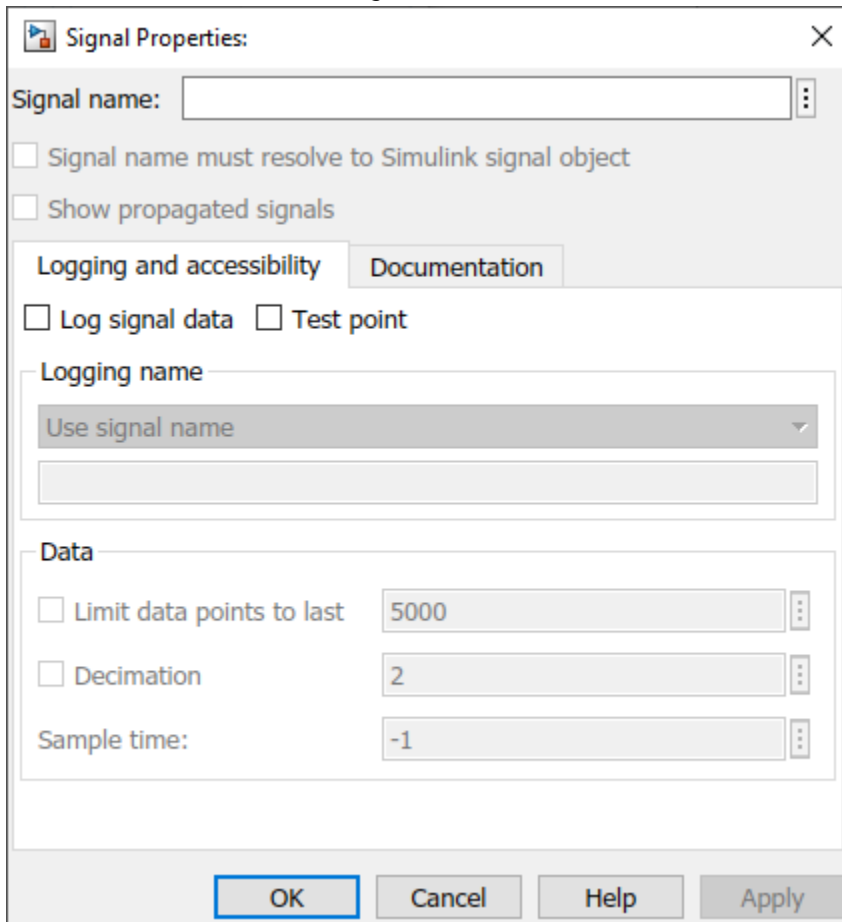 Signal Properties:
Signal name:
Signal name must resolve to Simulink signal object
Show propagated signals
Logging and accessibility Documentation
Log signal data Test point
Logging name
Use signal name
Data
Limit data points to last 5000
Decimation 2
Sample time: -1
OK Cancel Help Apply